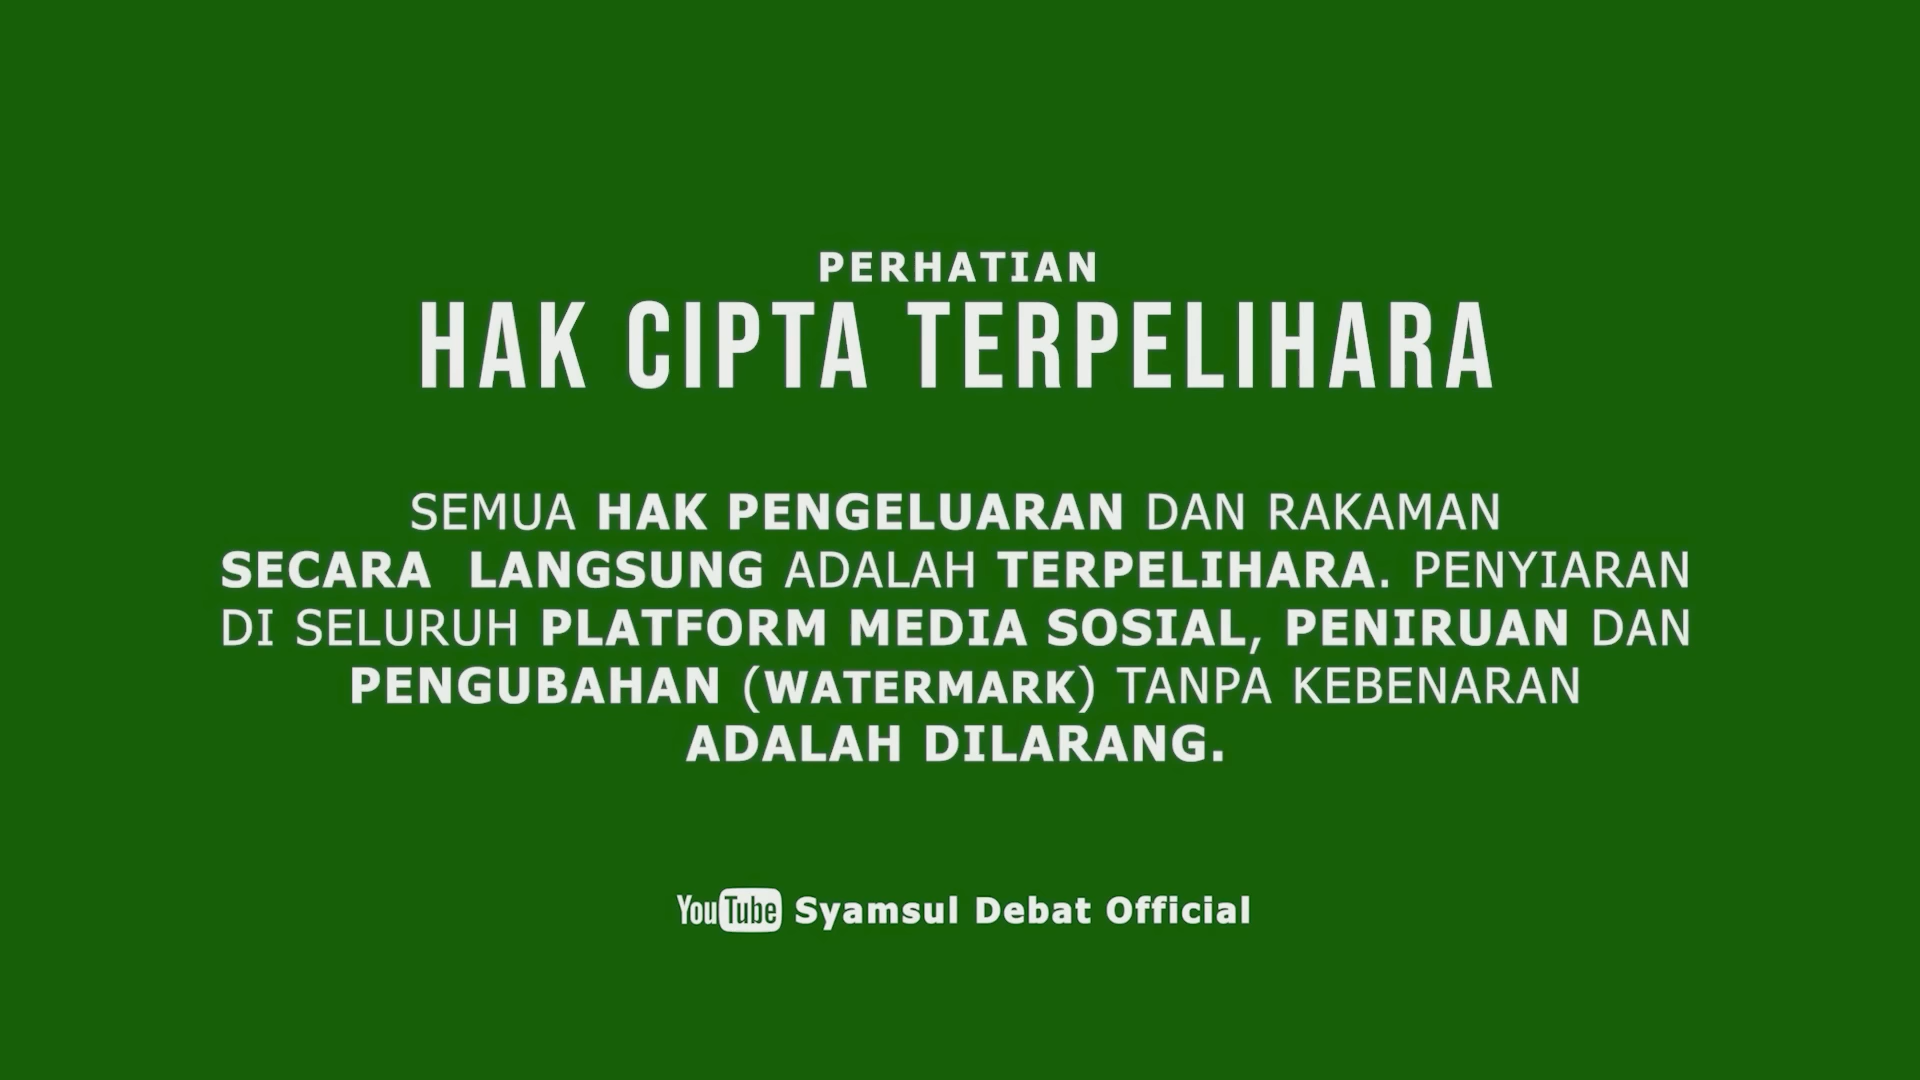 PERHATIAN
HAK CIPTA TERPELIHARA
SEMUA HAK PENGELUARAN DAN RAKAMAN
SECARA LANGSUNG ADALAH TERPELIHARA. PENYIARAN
DI SELURUH PLATFORM MEDIA SOSIAL, PENIRUAN DAN
PENGUBAHAN (WATERMARK) TANPA KEBENARAN
ADALAH DILARANG.
YouTube Syamsul Debat Official